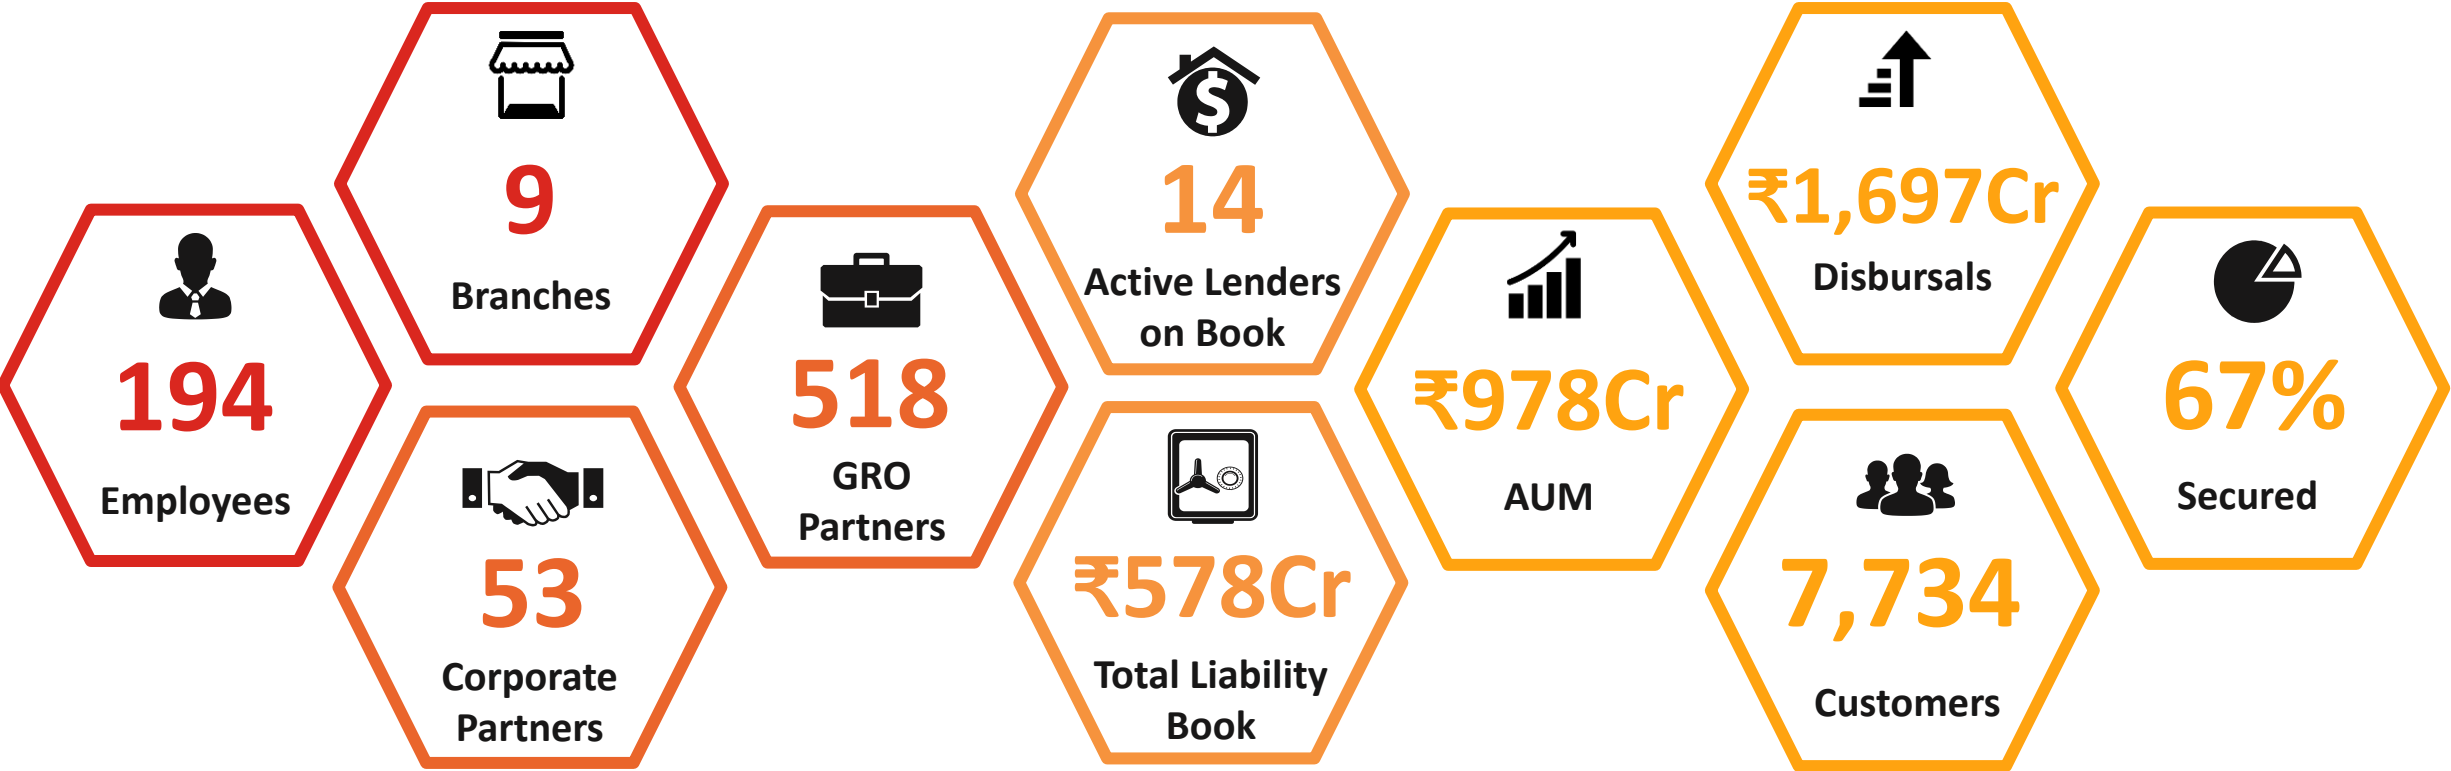 194
Employees
9
Branches
53
Corporate
Partners
518
GRO
Partners
14
Active Lenders
on Book
₹578Cr
Total Liability
Book
₹978Cr
AUM
₹1,697Cr
Disbursals
7,734
Customers
67%
Secured